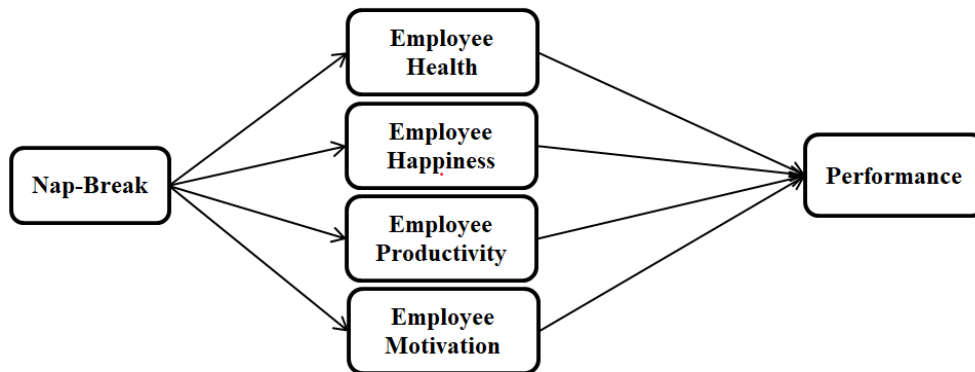 Employee
Health
Employee
Happiness
Nap-Break
Performance
Employee
Productivity
Employee
Motivation